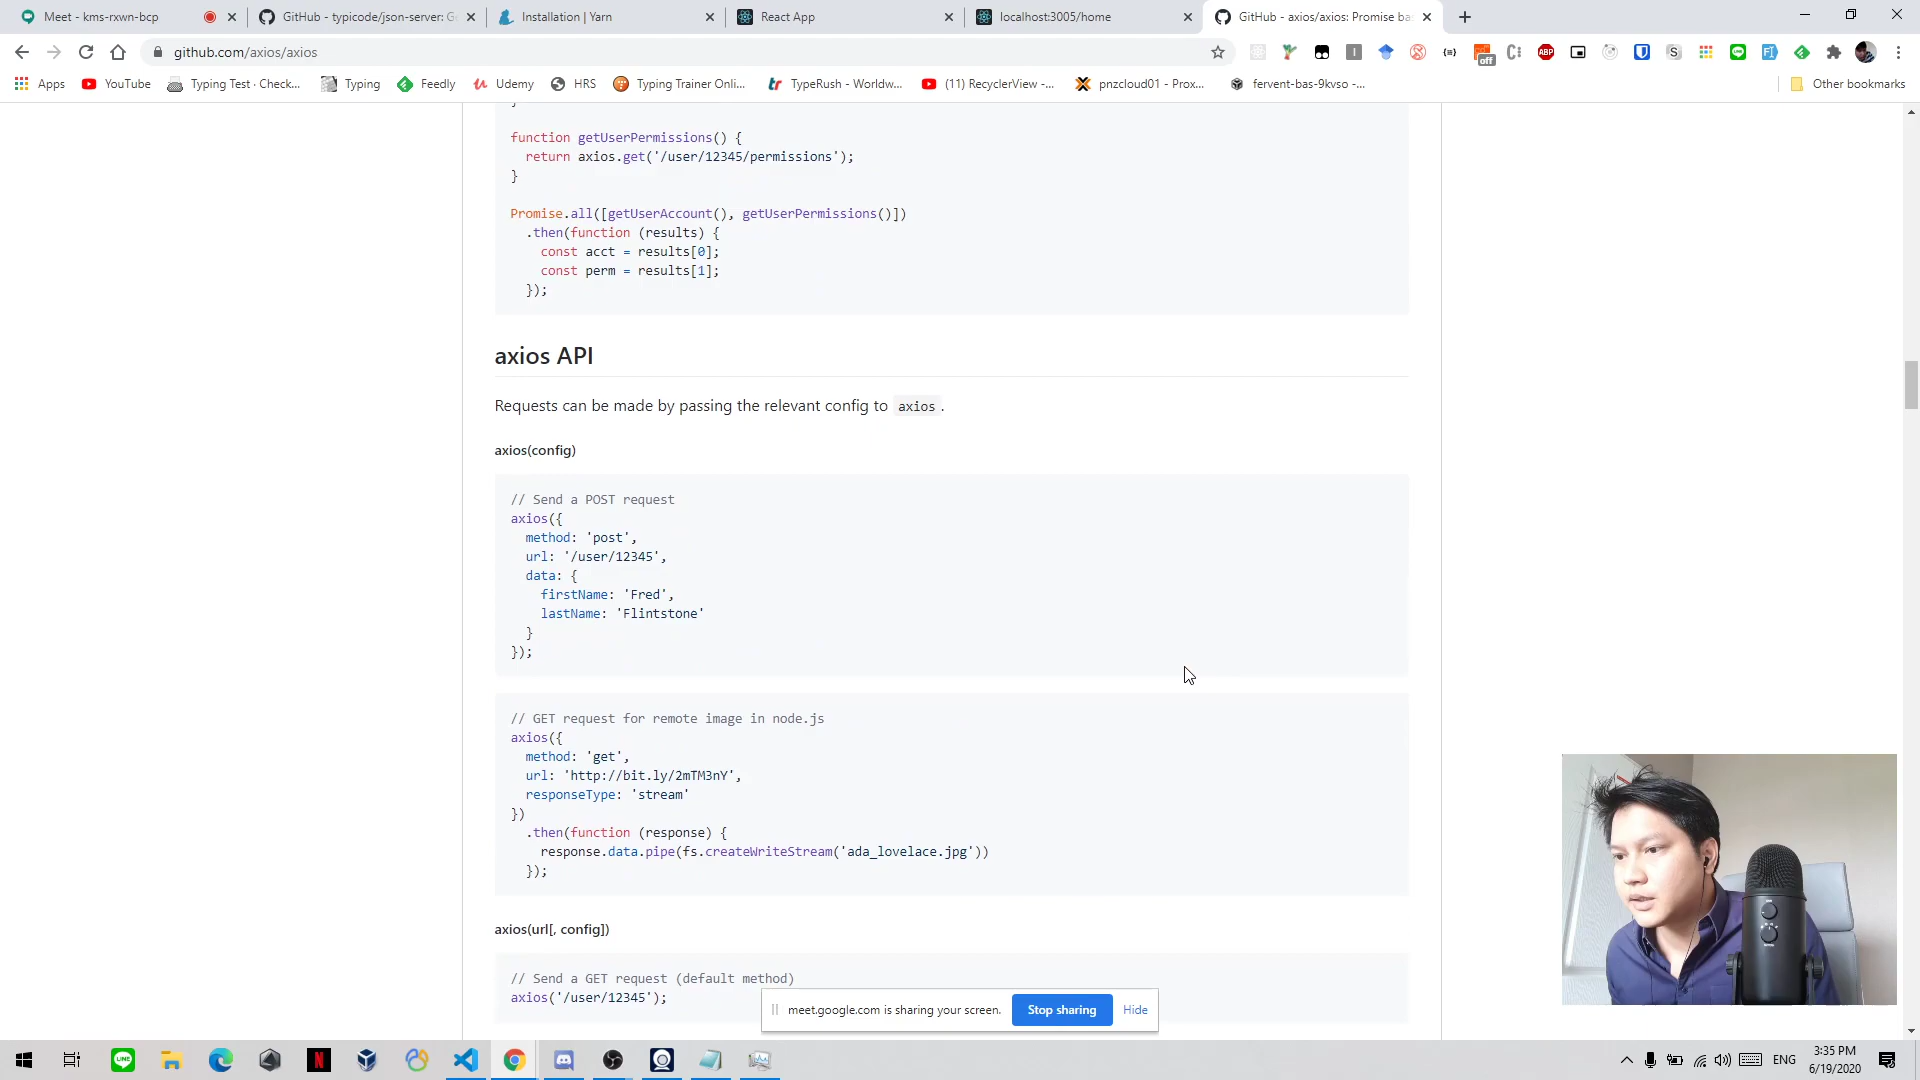 Meet - kms-rxwn-bcp
GitHub - typicode/json-server: G
Installation | Yarn
React App
localhost:3005/home
GitHub - axios/axios: Promise ba
github.com/axios/axios
off
ABP
Apps
YouTube
Typing Test · Check...
Typing
Feedly
Udemy
HRS
Typing Trainer Onli...
TypeRush - Worldw...
(11) RecyclerView -...
pnzcloud01 - Prox...
fervent-bas-9kvso -...
Other bookmarks
function getUserPermissions() {
return axios.get('/user/12345/permissions');
}
Promise.all([getUserAccount(), getUserPermissions()])
.then(function (results) {
const acct = results[0];
const perm = results[1];
});
axios API
Requests can be made by passing the relevant config to axios .
axios(config)
// Send a POST request
axios({
method: 'post',
url: '/user/12345',
data: {
firstName: 'Fred',
lastName: 'Flintstone'
}
});
// GET request for remote image in node.js
axios({
method: 'get',
url: 'http://bit.ly/2mTM3nY',
responseType: 'stream'
})
.then(function (response) {
response.data.pipe(fs.createWriteStream('ada_lovelace.jpg'))
});
axios(url[, config])
// Send a GET request (default method)
axios('/user/12345');
meet.google.com is sharing your screen.
Stop sharing
Hide
ENG
3:35 PM
6/19/2020